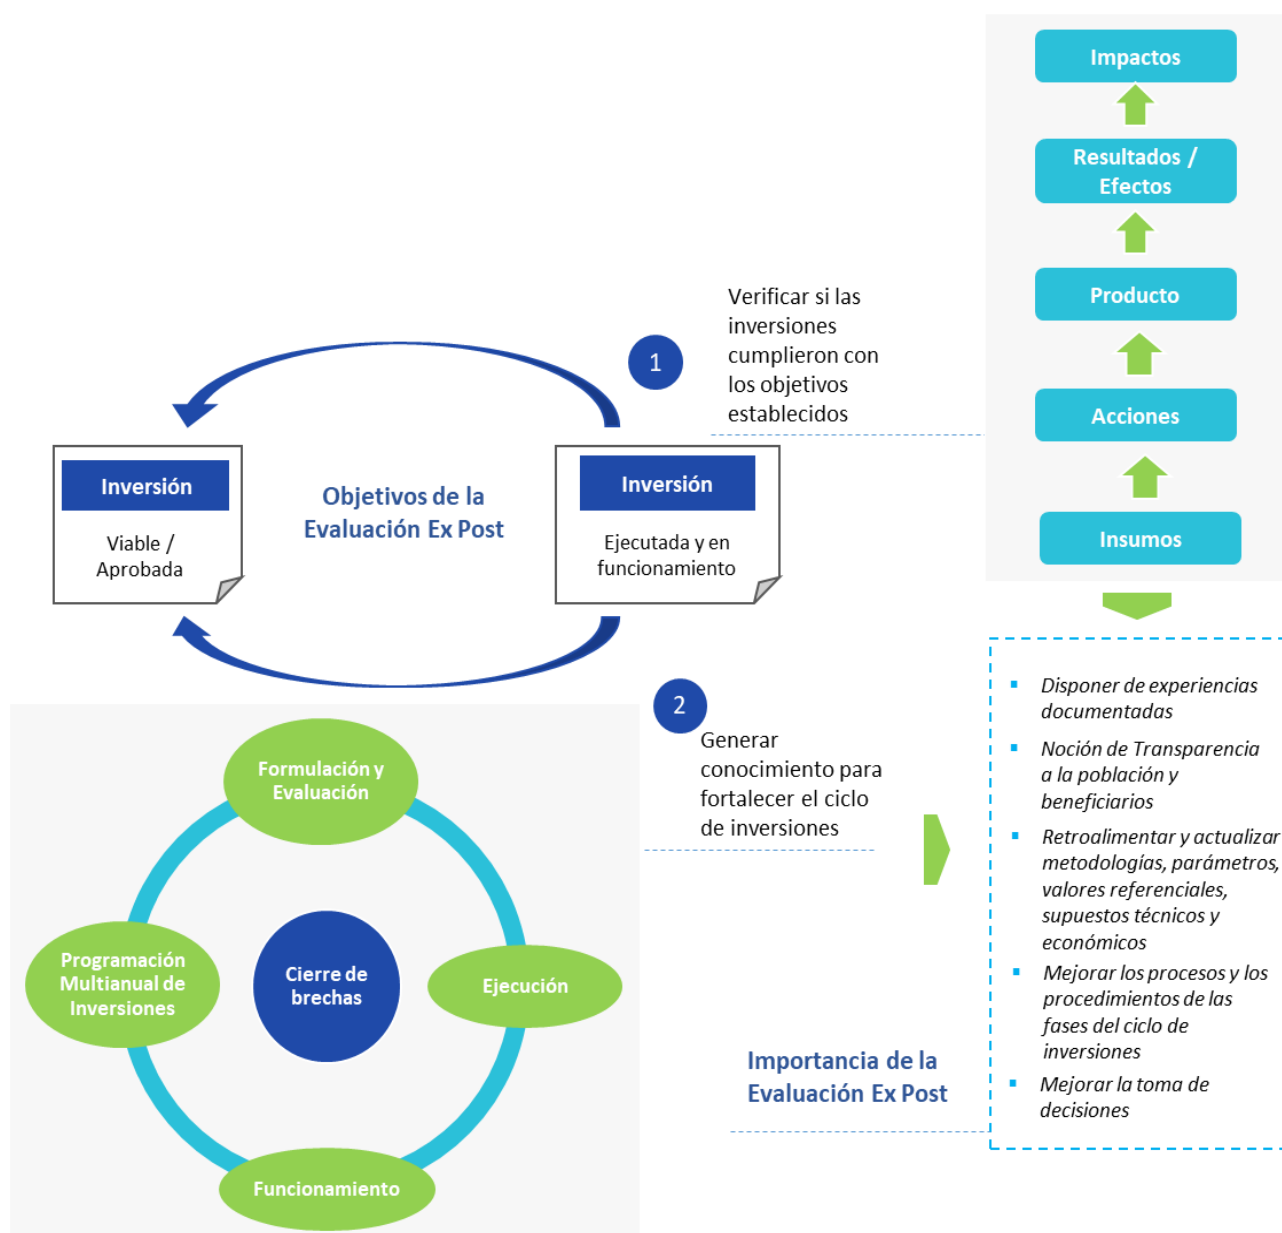 Impactos
Resultados /
Efectos
Producto
Acciones
Insumos
1
Verificar si las
inversiones
cumplieron con
los objetivos
establecidos
Inversión
Viable /
Aprobada
Objetivos de la
Evaluación Ex Post
Inversión
Ejecutada y en
funcionamiento
2
Generar
conocimiento para
fortalecer el ciclo
de inversiones
Formulación y
Evaluación
Programación
Multianual de
Inversiones
Cierre de
brechas
Ejecución
Funcionamiento
Importancia de la
Evaluación Ex Post
▪ Disponer de experiencias
documentadas
▪ Noción de Transparencia
a la población y
beneficiarios
▪ Retroalimentar y actualizar
metodologías, parámetros,
valores referenciales,
supuestos técnicos y
económicos
▪ Mejorar los procesos y los
procedimientos de las
fases del ciclo de
inversiones
▪ Mejorar la toma de
decisiones